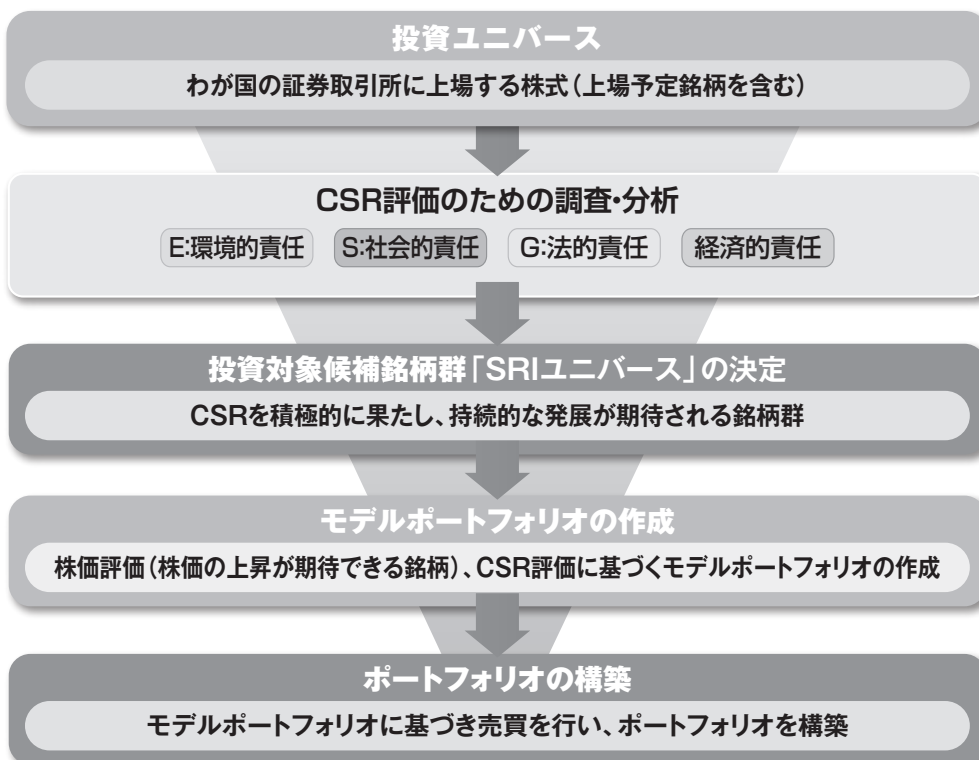 投資ユニバース
わが国の証券取引所に上場する株式（上場予定銘柄を含む）
CSR評価のための調査・分析
E:環境的責任 S:社会的責任 G:法的責任 経済的責任
投資対象候補銘柄群「SRIユニバース」の決定
CSRを積極的に果たし、持続的な発展が期待される銘柄群
モデルポートフォリオの作成
株価評価（株価の上昇が期待できる銘柄）、CSR評価に基づくモデルポートフォリオの作成
ポートフォリオの構築
モデルポートフォリオに基づき売買を行い、ポートフォリオを構築